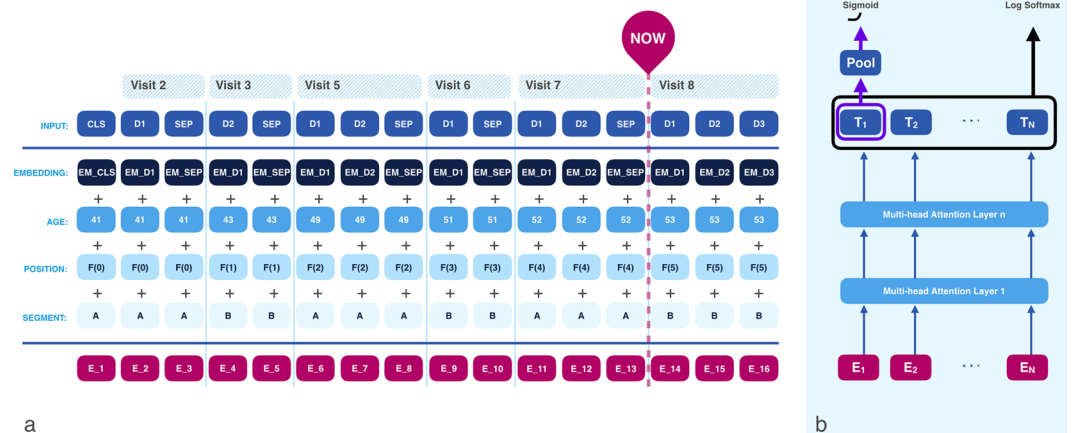 NOW
Visit 2 Visit 3 Visit 5 Visit 6 Visit 7 Visit 8
INPUT: CLS D1 SEP D2 SEP D1 D2 SEP D1 SEP D1 D2 SEP D1 D2 D3
EMBEDDING: EM_CLS EM_D1 EM_SEP EM_D1 EM_SEP EM_D1 EM_D2 EM_SEP EM_D1 EM_SEP EM_D1 EM_D2 EM_SEP EM_D1 EM_D2 EM_D3
+ + + + + + + + + + + + + + + +
AGE: 41 41 41 43 43 49 49 49 51 51 52 52 52 53 53 53
+ + + + + + + + + + + + + + + +
POSITION: F(0) F(0) F(0) F(1) F(1) F(2) F(2) F(2) F(3) F(3) F(4) F(4) F(4) F(5) F(5) F(5)
+ + + + + + + + + + + + + + + +
SEGMENT: A A A B B A A A B B A A A B B B
E_1 E_2 E_3 E_4 E_5 E_6 E_7 E_8 E_9 E_10 E_11 E_12 E_13 E_14 E_15 E_16
a
Sigmoid Log Softmax
Pool
T1 T2 ... TN
Multi-head Attention Layer n
Multi-head Attention Layer 1
E1 E2 ... EN
b